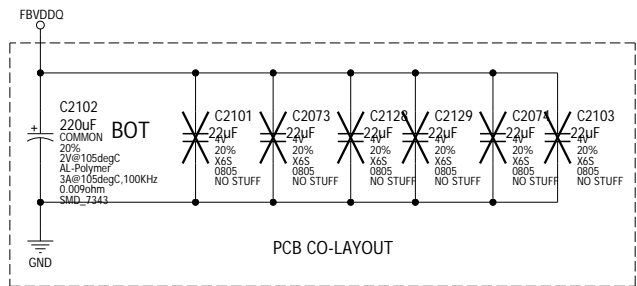 FBVDDQ
C2102
220uF
COMMON
20%
2V@105degC
AL-Polymer
3A@105degC,100KHz
0.009ohm
SMD_7343
BOT
C2101
22uF
4V
20%
X6S
0805
NO STUFF
C2073
22uF
4V
20%
X6S
0805
NO STUFF
C2128
22uF
4V
20%
X6S
0805
NO STUFF
C2129
22uF
4V
20%
X6S
0805
NO STUFF
C2074
22uF
4V
20%
X6S
0805
NO STUFF
C2103
22uF
4V
20%
X6S
0805
NO STUFF
GND
PCB CO-LAYOUT